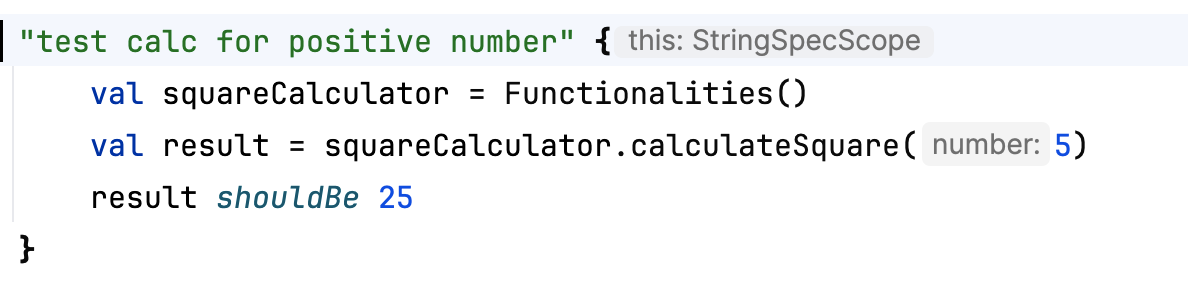 "test calc for positive number" { this: StringSpecScope
    val squareCalculator = Functionalities()
    val result = squareCalculator.calculateSquare( number: 5)
    result shouldBe 25
}